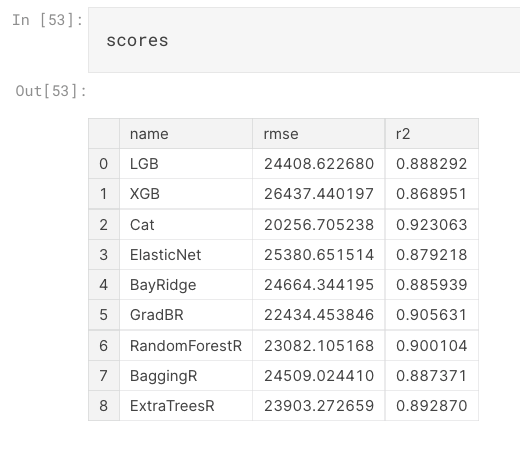 In [53]:
scores
Out[53]:
name rmse r2
0 LGB 24408.622680 0.888292
1 XGB 26437.440197 0.868951
2 Cat 20256.705238 0.923063
3 ElasticNet 25380.651514 0.879218
4 BayRidge 24664.344195 0.885939
5 GradBR 22434.453846 0.905631
6 RandomForestR 23082.105168 0.900104
7 BaggingR 24509.024410 0.887371
8 ExtraTreesR 23903.272659 0.892870